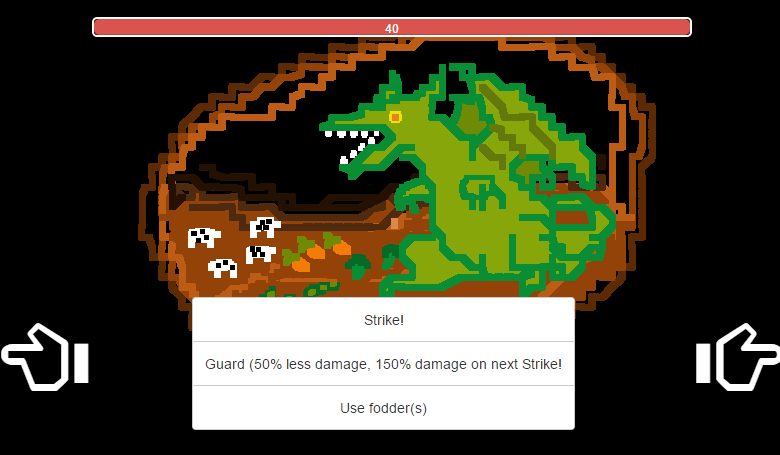 40
Strike!
Guard (50% less damage, 150% damage on next Strike!
Use fodder(s)